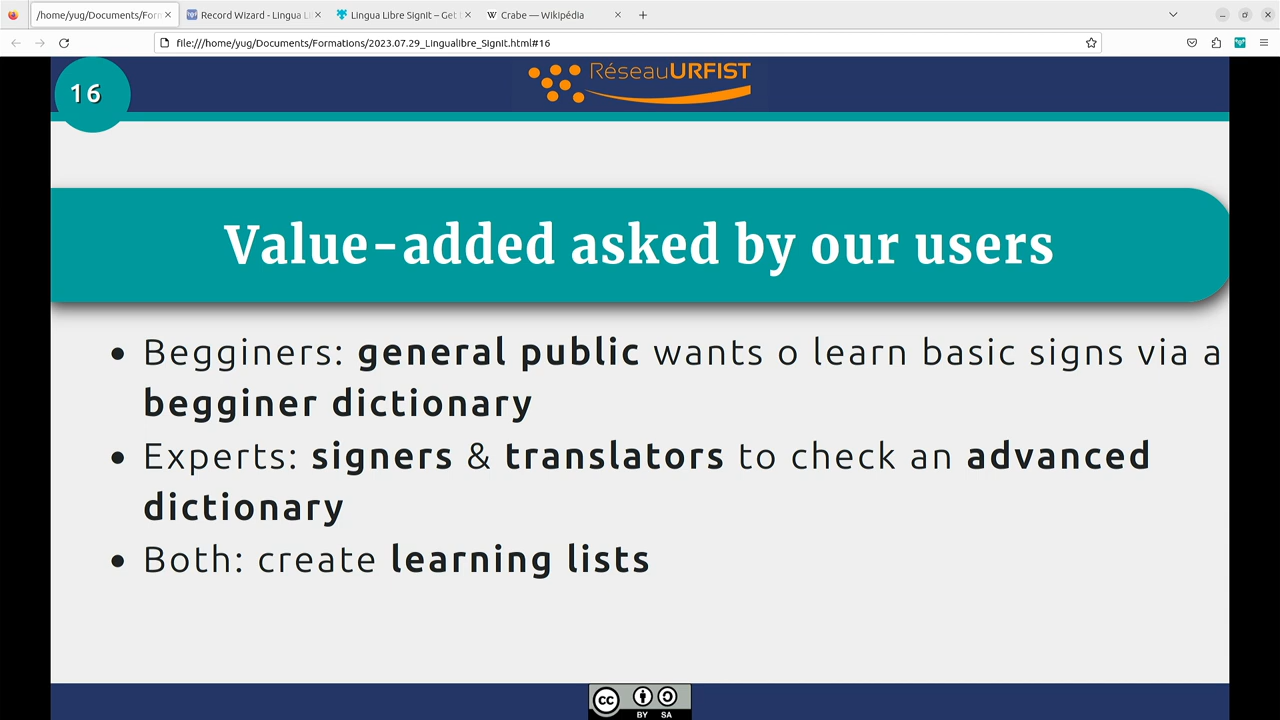 /home/yug/Documents/Form
Record Wizard - Lingua Li
Lingua Libre SignIt – Get
Crabe — Wikipédia
file:///home/yug/Documents/Formations/2023.07.29_Lingualibre_SignIt.html#16
16
RéseauURFIST
Value-added asked by our users
• Begginers: general public wants o learn basic signs via a
begginer dictionary
• Experts: signers & translators to check an advanced
dictionary
• Both: create learning lists
cc BY SA